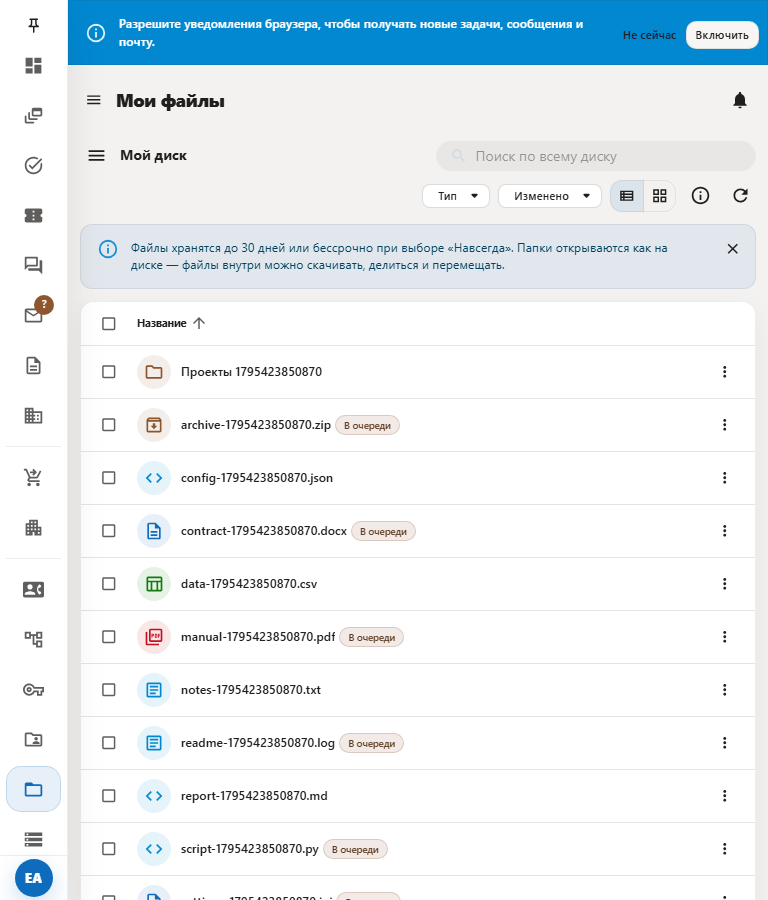 Разрешите уведомления браузера, чтобы получать новые задачи, сообщения и
почту.
Не сейчас
Включить
Мои файлы
Мой диск
Поиск по всему диску
Тип
Изменено
Файлы хранятся до 30 дней или бессрочно при выборе «Навсегда». Папки открываются как на
диске — файлы внутри можно скачивать, делиться и перемещать.
Название
Проекты 1795423850870
archive-1795423850870.zip В очереди
config-1795423850870.json
contract-1795423850870.docx В очереди
data-1795423850870.csv
PDF
manual-1795423850870.pdf В очереди
notes-1795423850870.txt
readme-1795423850870.log В очереди
report-1795423850870.md
script-1795423850870.py В очереди
?
EA